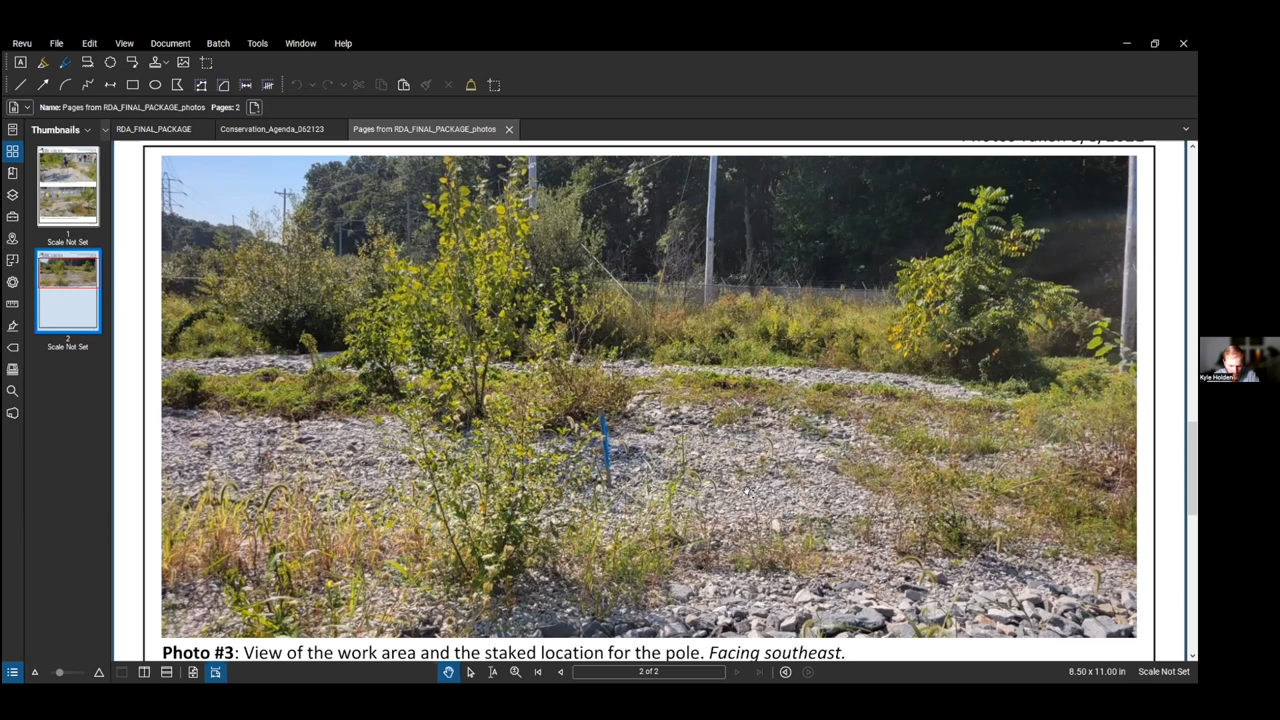 Revu File Edit View Document Batch Tools Window Help
Name: Pages from RDA_FINAL_PACKAGE_photos Pages: 2
Thumbnails
RDA_FINAL_PACKAGE
Conservation_Agenda_062123
Pages from RDA_FINAL_PACKAGE_photos
1
Scale Not Set
2
Scale Not Set
Kyle Holden
Photo #3: View of the work area and the staked location for the pole. Facing southeast.
2 of 2
8.50 x 11.00 in
Scale Not Set